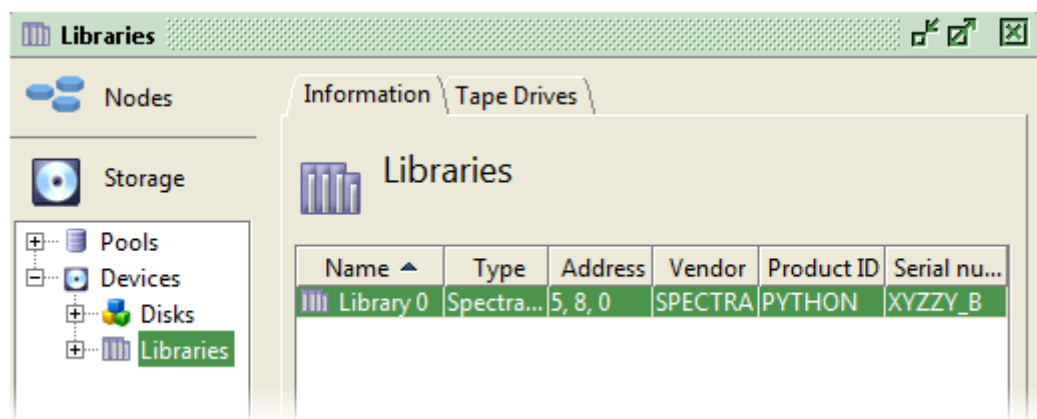 Libraries
Nodes
Storage
Pools
Devices
Disks
Libraries
Information Tape Drives
Libraries
Name Type Address Vendor Product ID Serial nu...
Library 0 Spectra... 5, 8, 0 SPECTRA PYTHON XYZZY_B